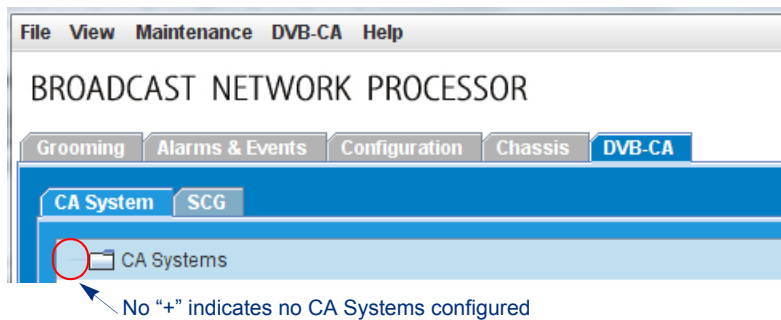 File View Maintenance DVB-CA Help
BROADCAST NETWORK PROCESSOR
Grooming Alarms & Events Configuration Chassis DVB-CA
CA System SCG
CA Systems
No “+” indicates no CA Systems configured